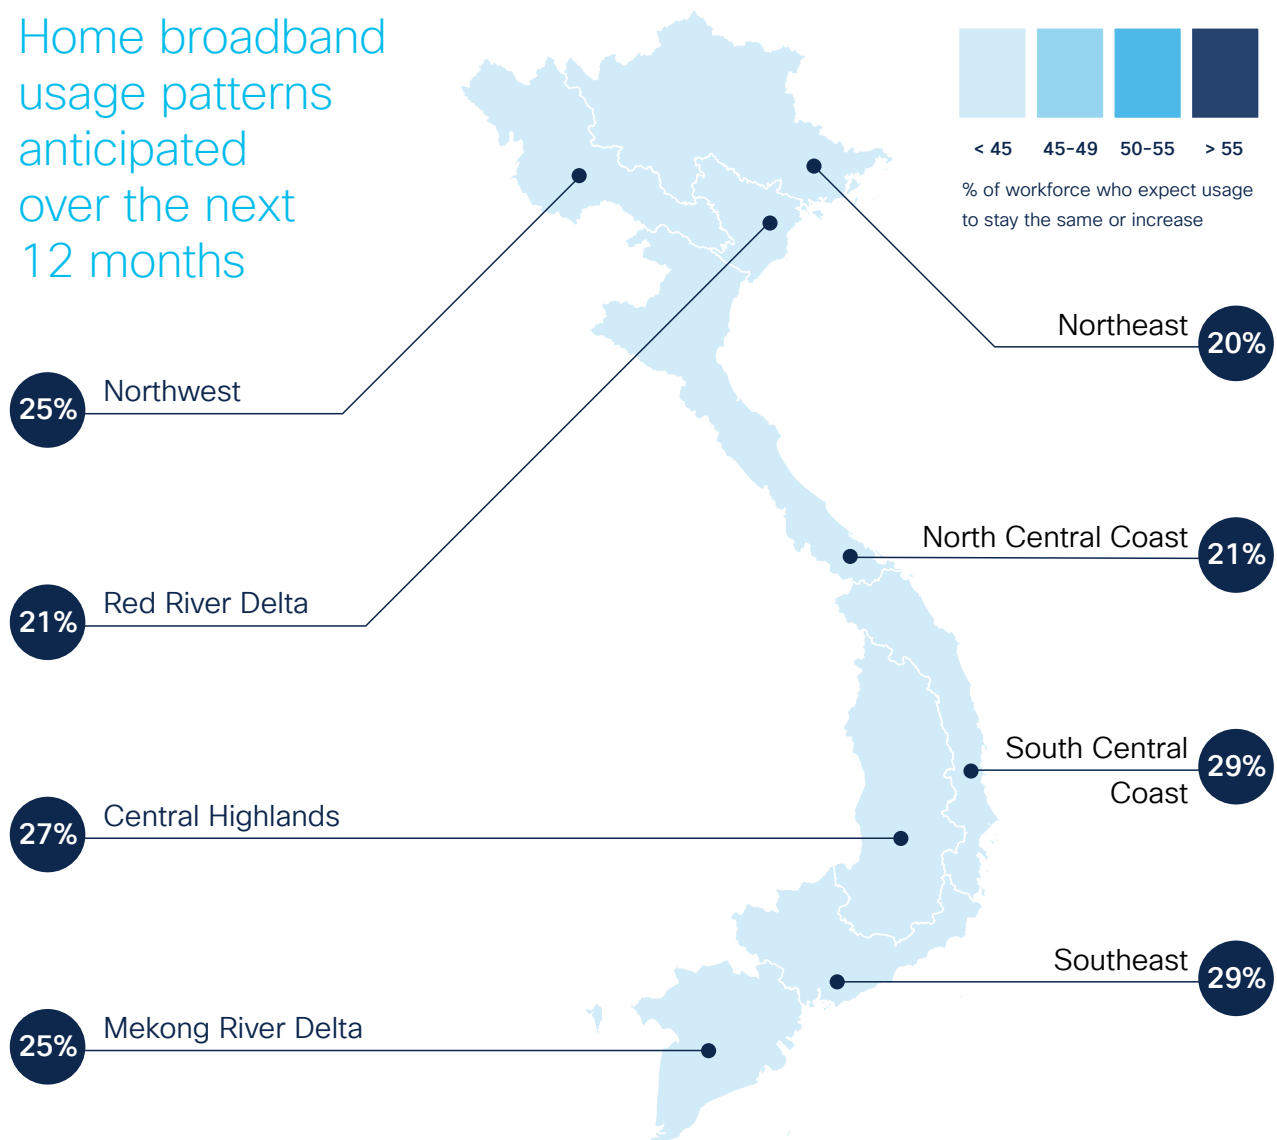 Home broadband
usage patterns
anticipated
over the next
12 months
< 45
45-49
50-55
> 55
% of workforce who expect usage
to stay the same or increase
Northeast
20%
25%
Northwest
North Central Coast
21%
21%
Red River Delta
South Central
Coast
29%
27%
Central Highlands
Southeast
29%
25%
Mekong River Delta